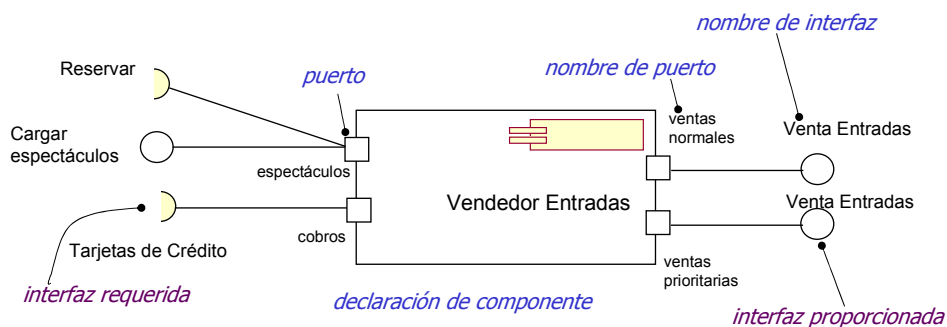 nombre de interfaz
Reservar
puerto
nombre de puerto
ventas
normales
Cargar
espectáculos
Venta Entradas
espectáculos
Vendedor Entradas
Venta Entradas
cobros
Tarjetas de Crédito
ventas
prioritarias
interfaz requerida
declaración de componente
interfaz proporcionada